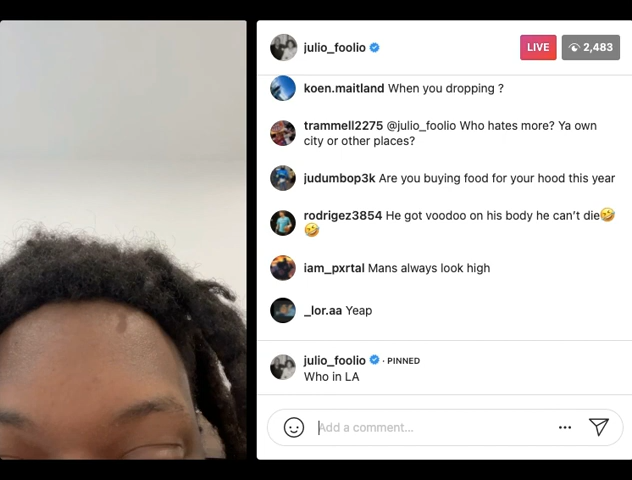 julio_foolio
LIVE
2,483
koen.maitland When you dropping ?
trammell2275 @julio_foolio Who hates more? Ya own
city or other places?
judumbop3k Are you buying food for your hood this year
rodrigez3854 He got voodoo on his body he can’t die🤣
🤣
iam_pxrtal Mans always look high
_lor.aa Yeap
julio_foolio · PINNED
Who in LA
Add a comment...